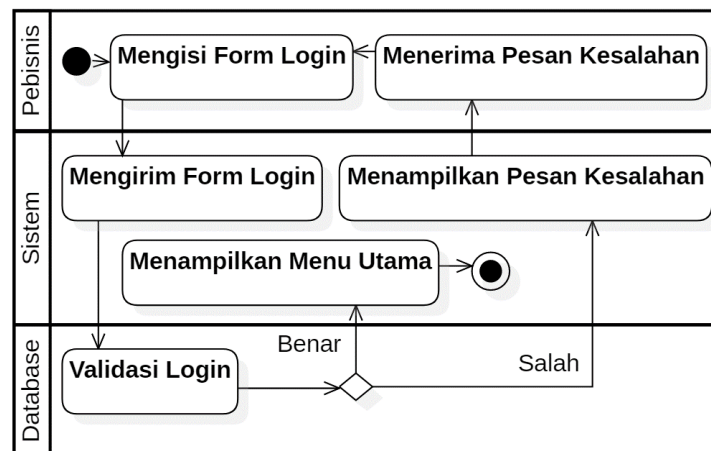 Pebisnis
Mengisi Form Login
Menerima Pesan Kesalahan
Sistem
Mengirim Form Login
Menampilkan Pesan Kesalahan
Menampilkan Menu Utama
Database
Benar
Salah
Validasi Login